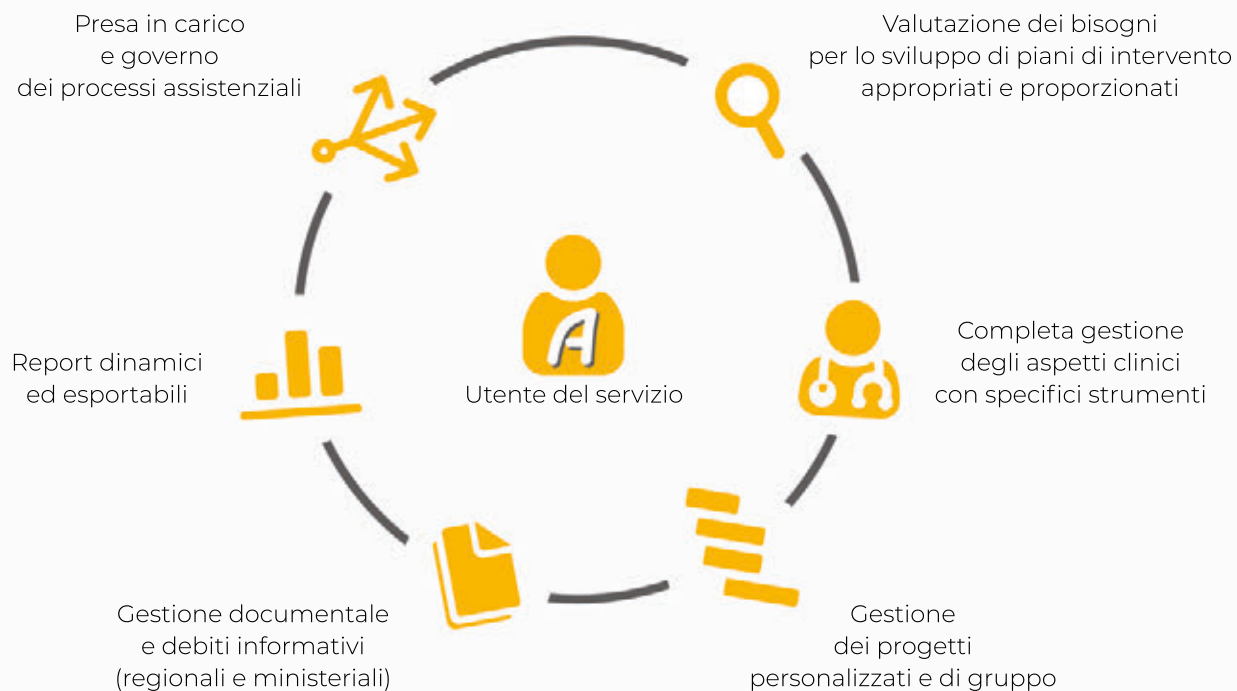 Presa in carico
e governo
dei processi assistenziali
Valutazione dei bisogni
per lo sviluppo di piani di intervento
appropriati e proporzionati
Report dinamici
ed esportabili
A
Utente del servizio
Completa gestione
degli aspetti clinici
con specifici strumenti
Gestione documentale
e debiti informativi
(regionali e ministeriali)
Gestione
dei progetti
personalizzati e di gruppo